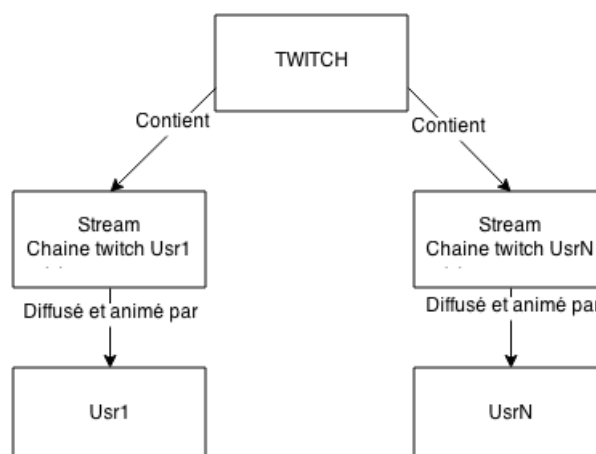 TWITCH
Contient
Contient
Stream
Chaine twitch Usr1
Stream
Chaine twitch UsrN
Diffusé et animé par
Diffusé et animé par
Usr1
UsrN